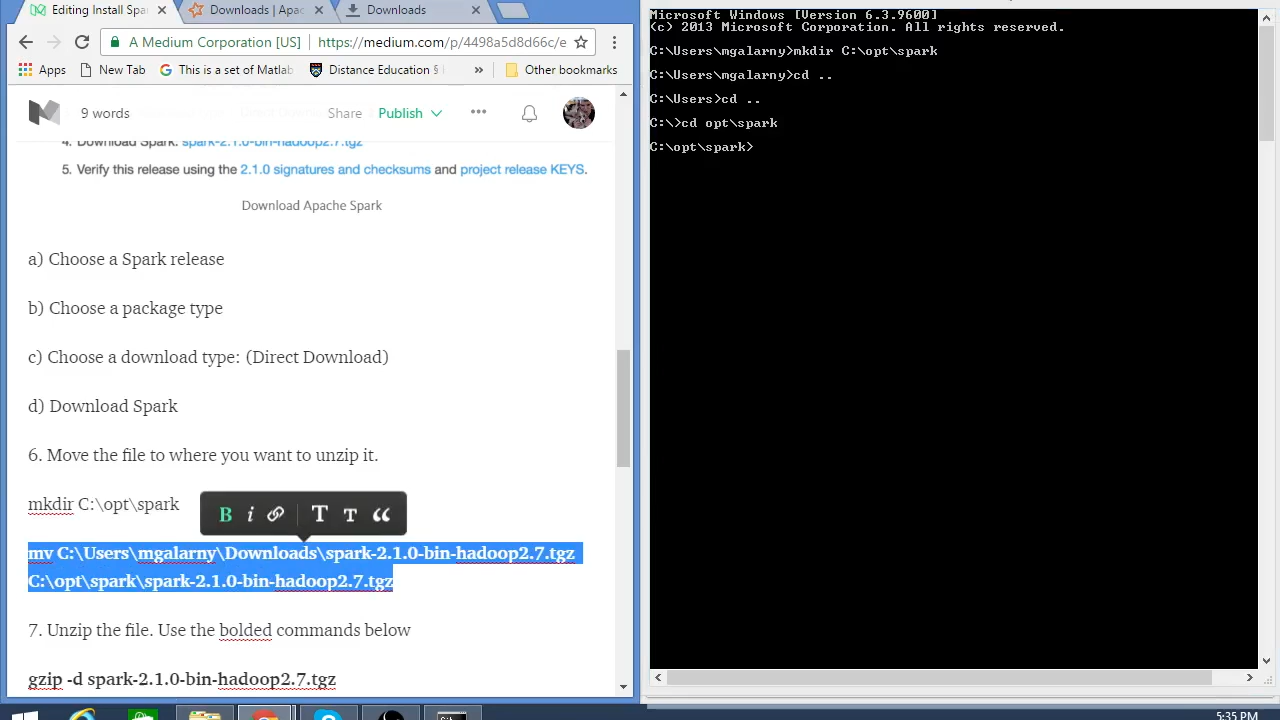 Editing Install Spa
Downloads | Apac
Downloads
A Medium Corporation [US]
https://medium.com/p/4498a5d8d66c/e
Apps
New Tab
This is a set of Matlab
Distance Education §
»
Other bookmarks
9 words
Share
Publish
4. Download Spark: spark-2.1.0-bin-hadoop2.7.tgz
5. Verify this release using the 2.1.0 signatures and checksums and project release KEYS.
Download Apache Spark
a) Choose a Spark release
b) Choose a package type
c) Choose a download type: (Direct Download)
d) Download Spark
6. Move the file to where you want to unzip it.
mkdir C:\opt\spark
B i T T
mv C:\Users\mgalarny\Downloads\spark-2.1.0-bin-hadoop2.7.tgz
C:\opt\spark\spark-2.1.0-bin-hadoop2.7.tgz
7. Unzip the file. Use the bolded commands below
gzip -d spark-2.1.0-bin-hadoop2.7.tgz
Microsoft Windows [Version 6.3.9600]
(c) 2013 Microsoft Corporation. All rights reserved.
C:\Users\mgalarny>mkdir C:\opt\spark
C:\Users\mgalarny>cd ..
C:\Users>cd ..
C:\>cd opt\spark
C:\opt\spark>
5:35 PM